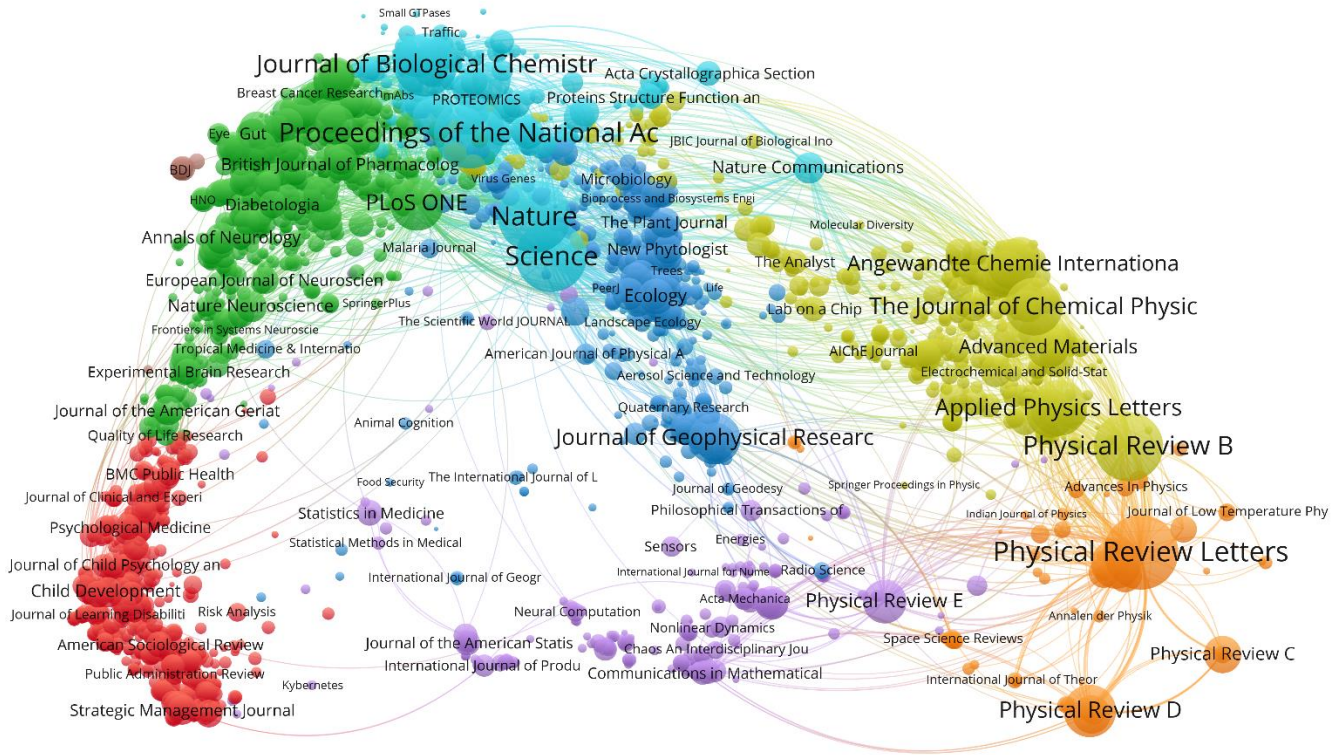 Small GTPases
Traffic
Journal of Biological Chemistr
Acta Crystallographica Section
Breast Cancer Research
mAbs
PROTEOMICS
Proteins Structure Function an
Eye
Gut
Proceedings of the National Ac
JBIC Journal of Biological Ino
BDJ
British Journal of Pharmacolog
Nature Communications
Virus Genes
Microbiology
HNO
Diabetologia
PLoS ONE
Bioprocess and Biosystems Engi
Nature
The Plant Journal
Molecular Diversity
Annals of Neurology
Malaria Journal
Science
New Phytologist
The Analyst
Angewandte Chemie Internationa
Trees
European Journal of Neuroscien
PeerJ
Life
Ecology
Nature Neuroscience
SpringerPlus
Lab on a Chip
The Journal of Chemical Physic
The Scientific World JOURNAL
Landscape Ecology
Frontiers in Systems Neuroscie
Tropical Medicine & Internatio
American Journal of Physical A
AIChE Journal
Advanced Materials
Experimental Brain Research
Aerosol Science and Technology
Electrochemical and Solid-Stat
Journal of the American Geriat
Quaternary Research
Applied Physics Letters
Animal Cognition
Quality of Life Research
Journal of Geophysical Researc
Physical Review B
BMC Public Health
Food Security
The International Journal of L
Journal of Geodesy
Springer Proceedings in Physic
Advances In Physics
Journal of Clinical and Experi
Statistics in Medicine
Philosophical Transactions of
Indian Journal of Physics
Journal of Low Temperature Phy
Psychological Medicine
Statistical Methods in Medical
Energies
Sensors
Physical Review Letters
Journal of Child Psychology an
International Journal of Geogr
International Journal for Nume
Radio Science
Child Development
Acta Mechanica
Physical Review E
Journal of Learning Disabiliti
Risk Analysis
Neural Computation
Annalen der Physik
Nonlinear Dynamics
American Sociological Review
Journal of the American Statis
Chaos An Interdisciplinary Jou
Space Science Reviews
Physical Review C
International Journal of Produ
Communications in Mathematical
Public Administration Review
Kybernetes
International Journal of Theor
Strategic Management Journal
Physical Review D